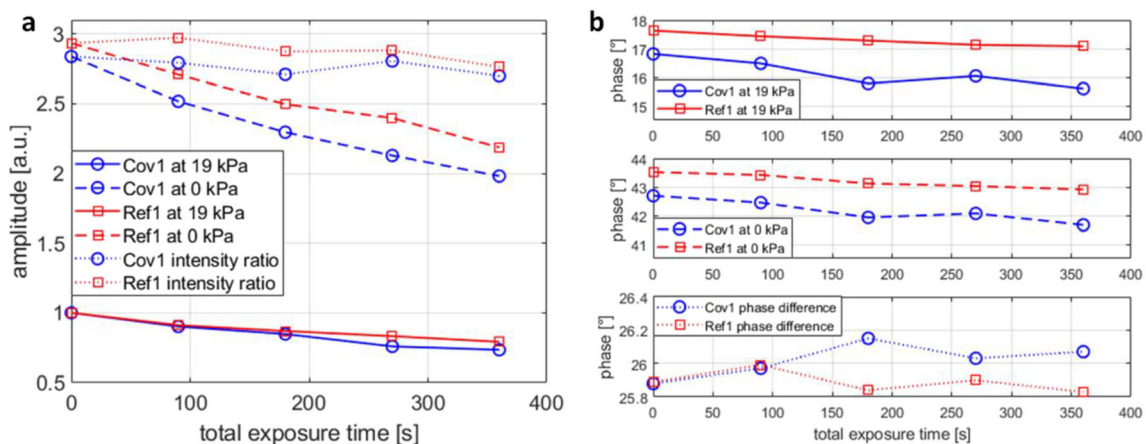 a
3
2.5
2
1.5
1
0.5
amplitude [a.u.]
Cov1 at 19 kPa
Cov1 at 0 kPa
Ref1 at 19 kPa
Ref1 at 0 kPa
Cov1 intensity ratio
Ref1 intensity ratio
0
100
200
300
400
total exposure time [s]
b
18
17
16
15
phase [°]
Cov1 at 19 kPa
Ref1 at 19 kPa
0
50
100
150
200
250
300
350
400
44
43
42
41
phase [°]
Cov1 at 0 kPa
Ref1 at 0 kPa
0
50
100
150
200
250
300
350
400
26.4
26.2
26
25.8
phase [°]
Cov1 phase difference
Ref1 phase difference
0
50
100
150
200
250
300
350
400
total exposure time [s]